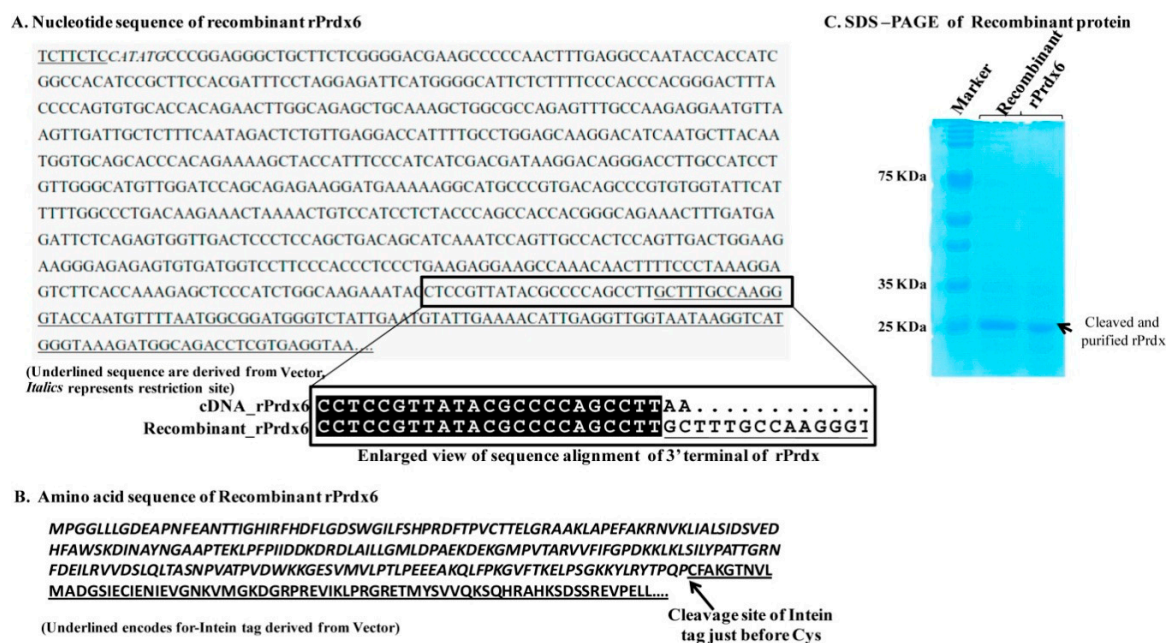 A. Nucleotide sequence of recombinant rPrdx6
TCTTCTCCATATGCCCGGAGGGCTGCTTCTCGGGGACGAAGCCCCCAACTTTGAGGCCAATACCACCATC
GGCCACATCCGCTTCCACGATTTCCTAGGAGATTCATGGGGCATTCTCTTTTCCCACCCACGGGACTTTA
CCCCAGTGTGCACCACAGAACTTGGCAGAGCTGCAAAGCTGGCGCCAGAGTTTGCCAAGAGGAATGTTA
AGTTGATTGCTCTTTCAATAGACTCTGTTGAGGACCATTTTGCCTGGAGCAAGGACATCAATGCTTACAA
TGGTGCAGCACCCACAGAAAAGCTACCATTTCCCATCATCGACGATAAGGACAGGGACCTTGCCATCCT
GTTGGGCATGTTGGATCCAGCAGAGAAGGATGAAAAAGGCATGCCCGTGACAGCCCGTGTGGTATTCAT
TTTTGGCCCTGACAAGAAACTAAAACTGTCCATCCTCTACCCAGCCACCACGGGCAGAAACTTTGATGA
GATTCTCAGAGTGGTTGACTCCCTCCAGCTGACAGCATCAAATCCAGTTGCCACTCCAGTTGACTGGAAG
AAGGGAGAGAGTGTGATGGTCCTTCCCACCCTCCCTGAAGAGGAAGCCAAACAACTTTTCCCTAAAGGA
GTCTTCACCAAAGAGCTCCCATCTGGCAAGAAATACCTCCGTTATACGCCCCAGCCTTGCTTTGCCAAGG
GTACCAATGTTTTAATGGCGGATGGGTCTATTGAATGTATTGAAAACATTGAGGTTGGTAATAAGGTCAT
GGGTAAAGATGGCAGACCTCGTGAGGTAA....
(Underlined sequence are derived from Vector,
Italics represents restriction site)
cDNA_rPrdx6 CCTCCGTTATACGCCCCAGCCTTAA............
Recombinant_rPrdx6 CCTCCGTTATACGCCCCAGCCTTGCTTTGCCAAGGGT
Enlarged view of sequence alignment of 3' terminal of rPrdx
B. Amino acid sequence of Recombinant rPrdx6
MPGGLLLGDEAPNFEANTTIGHIRFHDFLGDSWGILFSHPRDFTPVCTTELGRAAKLAPEFAKRNVKLIALSIDSVED
HFAWSKDINAYNGAAPTEKLPFPIIDDKDRDLAILLGMLDPAEKDEKGMPVTARVVFIFGPDKKLKLSILYPATTGRN
FDEILRVVDSLQLTASNPVATPVDWKKGESVMVLPTLPEEEAKQLFPKGVFTKELPSGKKYLRYTPQPCFAKGTNVL
MADGSIECIENIEVGNKVMGKDGRPREVIKLPRGRETMYSVVQKSQHRAHKSDSSREVPELL....
Cleavage site of Intein
tag just before Cys
(Underlined encodes for-Intein tag derived from Vector)
C. SDS –PAGE of Recombinant protein
Marker
Recombinant
rPrdx6
75 KDa
35 KDa
25 KDa
Cleaved and
purified rPrdx